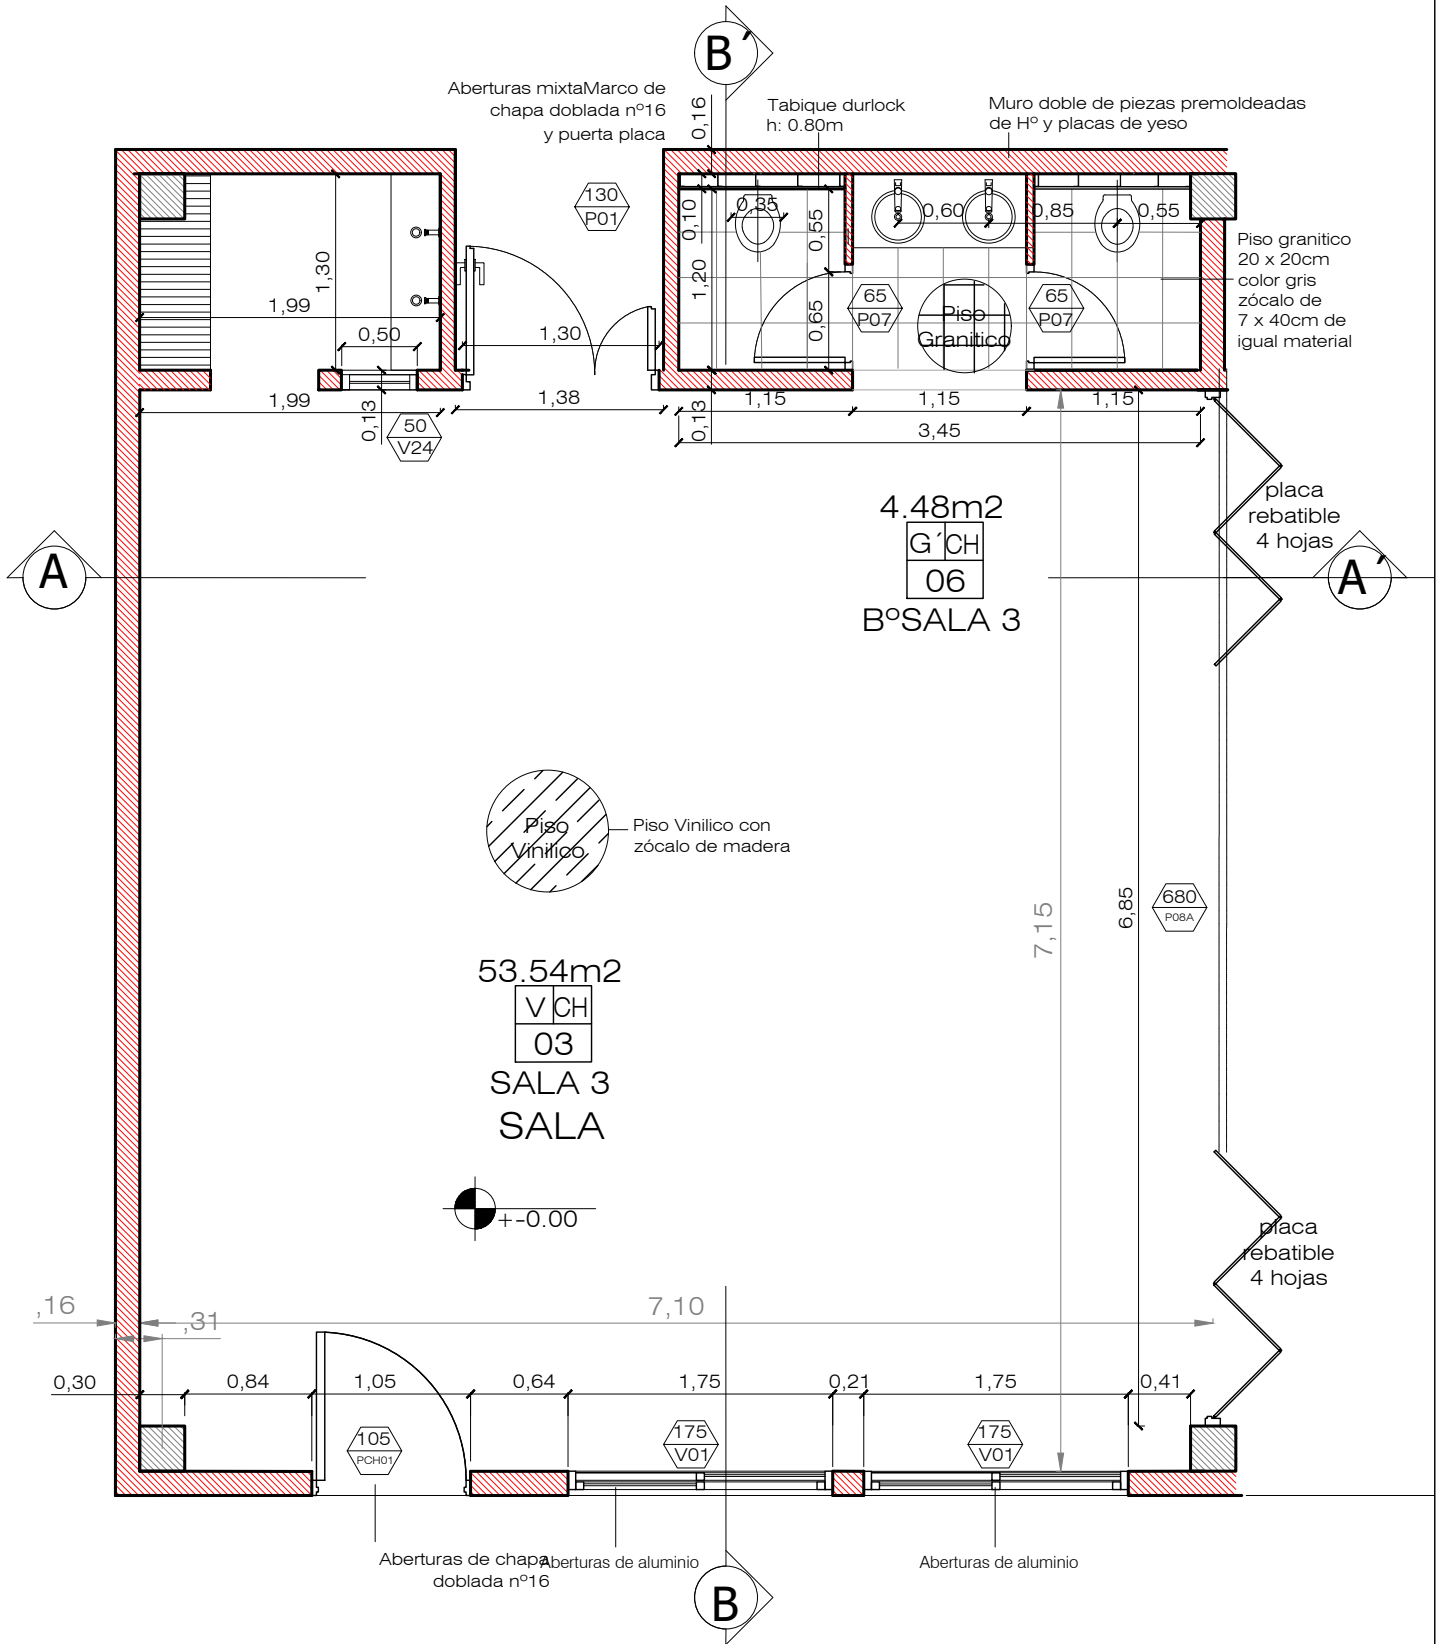 B´
Aberturas mixtaMarco de
chapa doblada nº16
y puerta placa
0,16
Tabique durlock
h: 0.80m
Muro doble de piezas premoldeadas
de Hº y placas de yeso
130
P01
0,10
0,35
0,55
0,60
0,85
0,55
Piso granitico
20 x 20cm
color gris
zócalo de
7 x 40cm de
igual material
1,30
1,99
0,50
1,30
1,20
0,65
65
P07
Piso
Granitico
65
P07
1,99
0,13
50
V24
1,38
0,13
1,15
1,15
1,15
3,45
placa
rebatible
4 hojas
4.48m2
G´ CH
06
BºSALA 3
A
A´
Piso
Vinilico
Piso Vinilico con
zócalo de madera
7,15
6,85
680
P08A
53.54m2
V CH
03
SALA 3
SALA
+-0.00
placa
rebatible
4 hojas
,16
,31
7,10
0,30
0,84
1,05
0,64
1,75
0,21
1,75
0,41
105
PCH01
175
V01
175
V01
Aberturas de chapa
doblada nº16
Aberturas de aluminio
Aberturas de aluminio
B